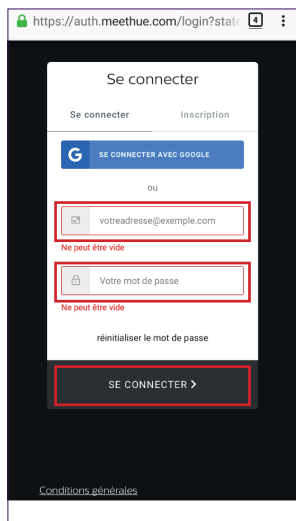 https://auth.meethue.com/login?state
4
Se connecter
Se connecter
Inscription
G SE CONNECTER AVEC GOOGLE
ou
votreadresse@exemple.com
Ne peut être vide
Votre mot de passe
Ne peut être vide
réinitialiser le mot de passe
SE CONNECTER >
Conditions générales